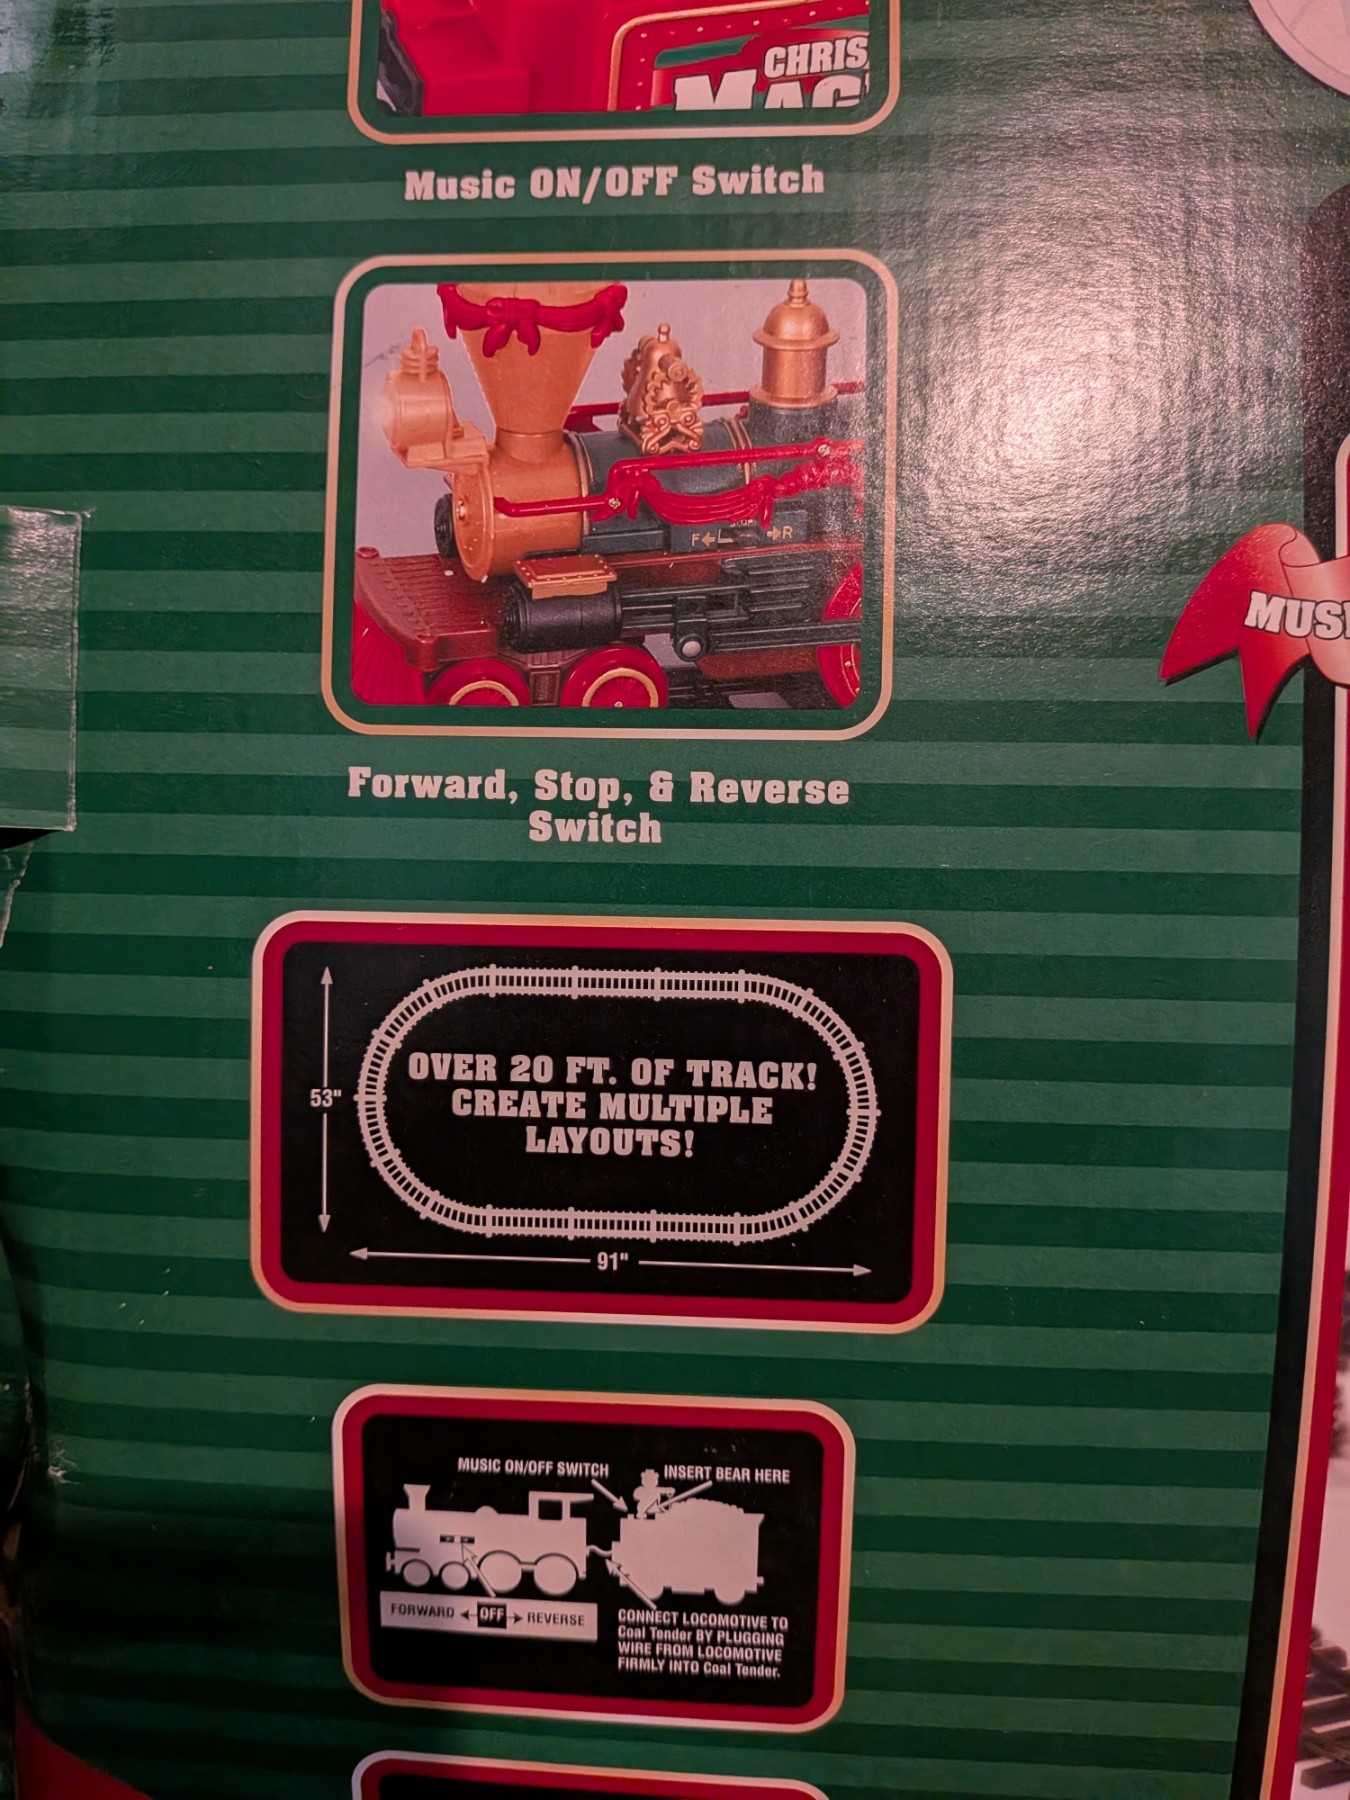 CHRIS
MAG
Music ON/OFF Switch
STOP
F R
Forward, Stop, & Reverse
Switch
MUS
53"
OVER 20 FT. OF TRACK!
CREATE MULTIPLE
LAYOUTS!
91"
MUSIC ON/OFF SWITCH
INSERT BEAR HERE
FORWARD OFF REVERSE
CONNECT LOCOMOTIVE TO
Coal Tender BY PLUGGING
WIRE FROM LOCOMOTIVE
FIRMLY INTO Coal Tender.